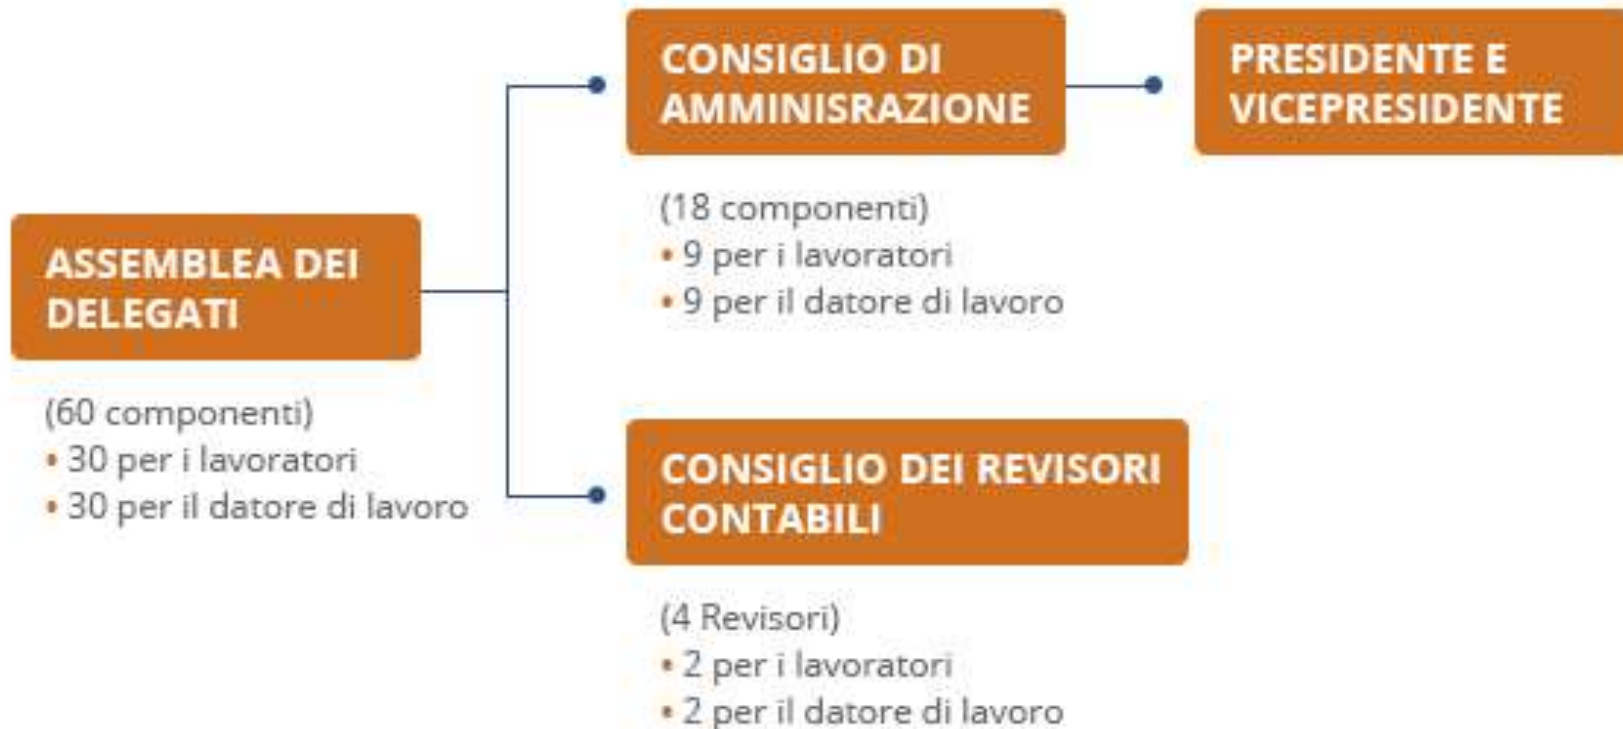 CONSIGLIO DI
AMMINISRAZIONE
PRESIDENTE E
VICEPRESIDENTE
(18 componenti)
• 9 per i lavoratori
• 9 per il datore di lavoro
ASSEMBLEA DEI
DELEGATI
(60 componenti)
• 30 per i lavoratori
• 30 per il datore di lavoro
CONSIGLIO DEI REVISORI
CONTABILI
(4 Revisori)
• 2 per i lavoratori
• 2 per il datore di lavoro